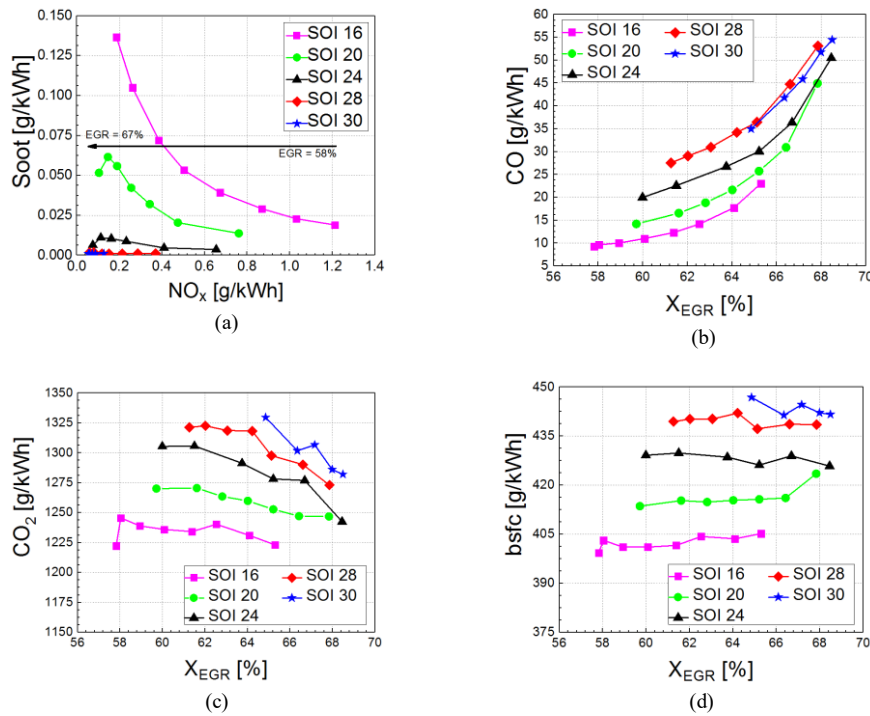 0.150
0.125
0.100
0.075
0.050
0.025
0.000
Soot [g/kWh]
SOI 16
SOI 20
SOI 24
SOI 28
SOI 30
EGR = 67%
EGR = 58%
0.0 0.2 0.4 0.6 0.8 1.0 1.2 1.4
NOx [g/kWh]
(a)
60
55
50
45
40
35
30
25
20
15
10
5
CO [g/kWh]
SOI 16 SOI 28
SOI 20 SOI 30
SOI 24
56 58 60 62 64 66 68 70
XEGR [%]
(b)
1350
1325
1300
1275
1250
1225
1200
1175
1150
CO2 [g/kWh]
SOI 16 SOI 28
SOI 20 SOI 30
SOI 24
56 58 60 62 64 66 68 70
XEGR [%]
(c)
450
435
420
405
390
375
bsfc [g/kWh]
SOI 16 SOI 28
SOI 20 SOI 30
SOI 24
56 58 60 62 64 66 68 70
XEGR [%]
(d)